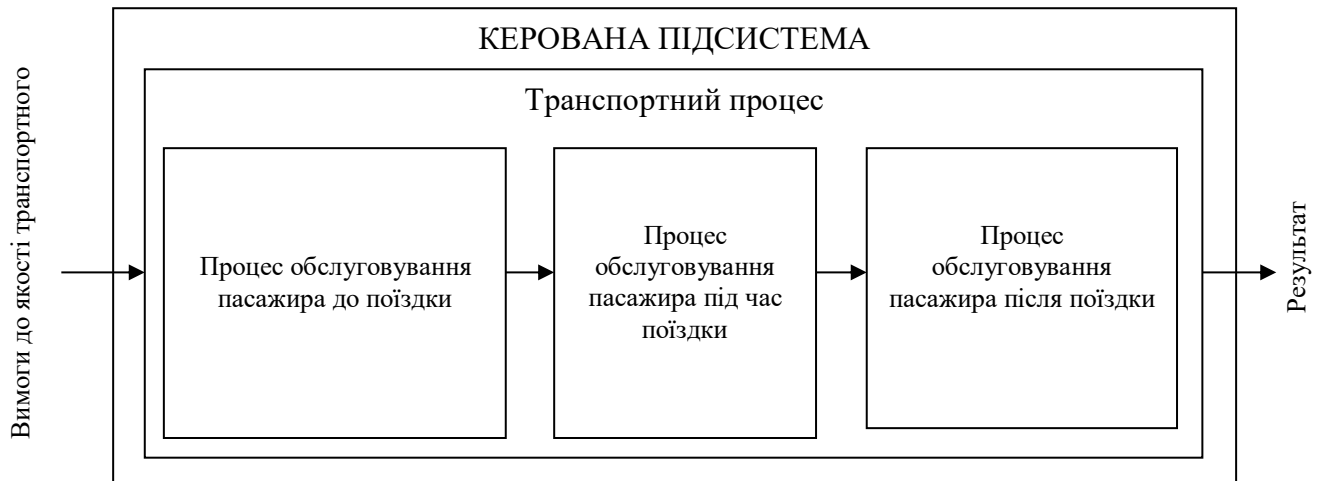 КЕРОВАНА ПІДСИСТЕМА
Транспортний процес
Вимоги до якості транспортного
Процес обслуговування
пасажира до поїздки
Процес
обслуговування
пасажира під час
поїздки
Процес
обслуговування
пасажира після поїздки
Результат